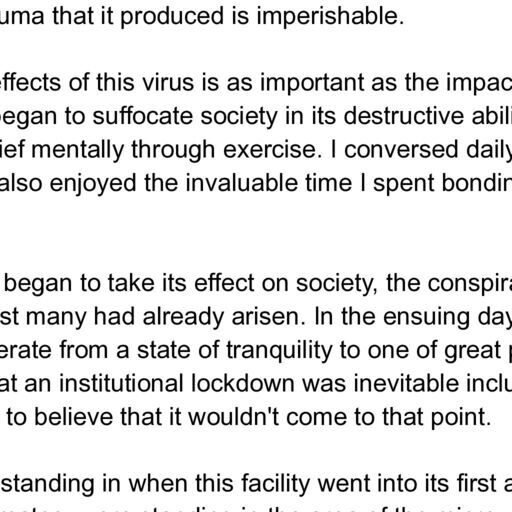 uma that it produced is imperishable.
ffects of this virus is as important as the impac
egan to suffocate society in its destructive abili
ief mentally through exercise. I conversed daily
also enjoyed the invaluable time I spent bondin
began to take its effect on society, the conspira
st many had already arisen. In the ensuing day
erate from a state of tranquility to one of great p
at an institutional lockdown was inevitable inclu
to believe that it wouldn't come to that point.
standing in when this facility went into its first a